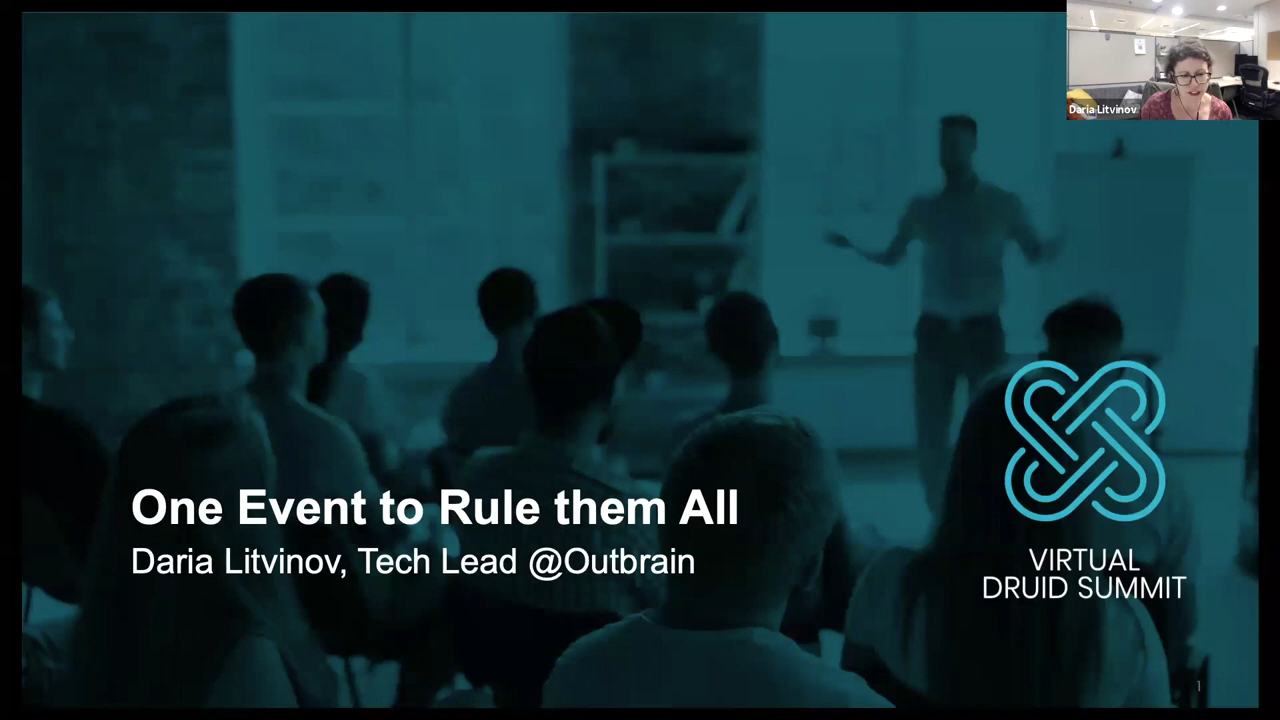 Daria Litvinov
One Event to Rule them All
Daria Litvinov, Tech Lead @Outbrain
VIRTUAL
DRUID SUMMIT
1